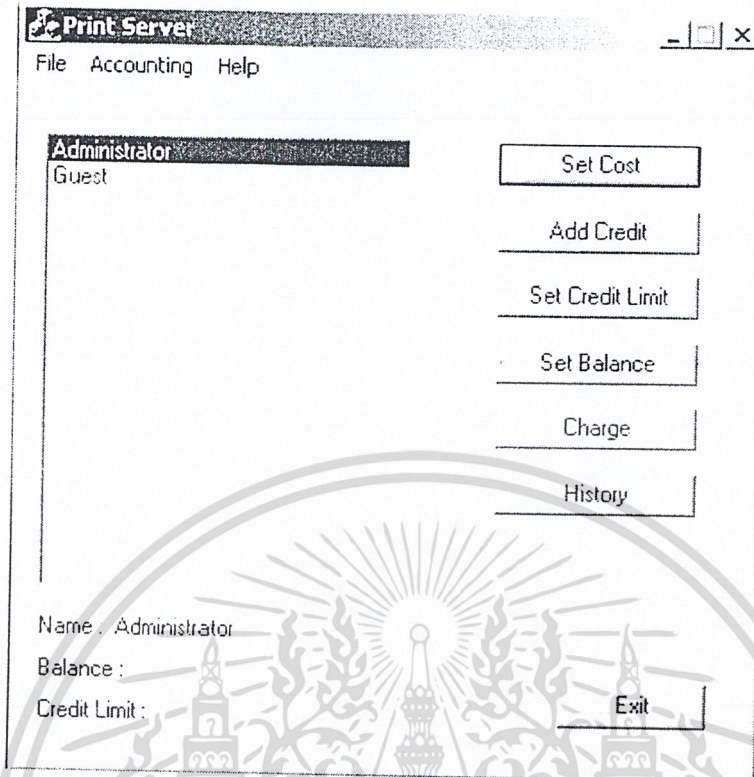 Print Server
File Accounting Help
Administrator
Guest
Set Cost
Add Credit
Set Credit Limit
Set Balance
Charge
History
Name : Administrator
Balance :
Credit Limit :
Exit